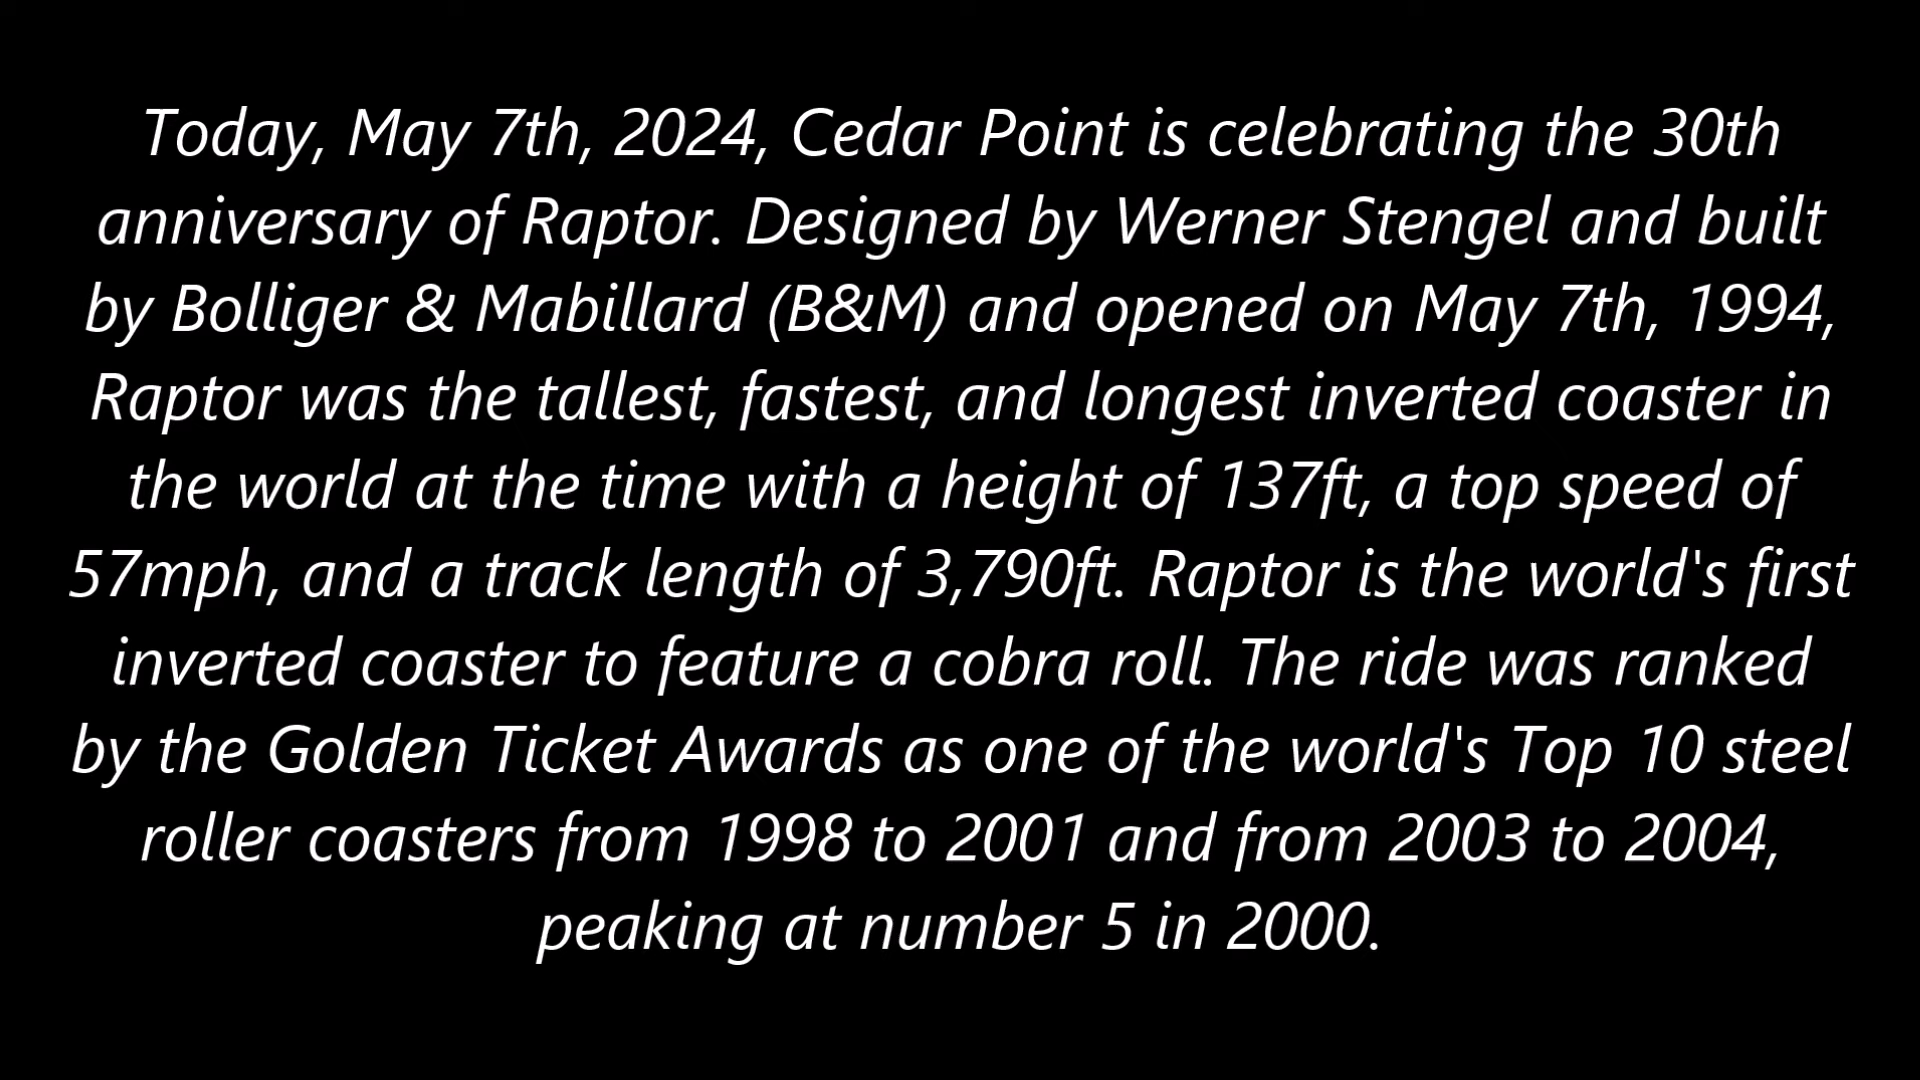 Today, May 7th, 2024, Cedar Point is celebrating the 30th
anniversary of Raptor. Designed by Werner Stengel and built
by Bolliger & Mabillard (B&M) and opened on May 7th, 1994,
Raptor was the tallest, fastest, and longest inverted coaster in
the world at the time with a height of 137ft, a top speed of
57mph, and a track length of 3,790ft. Raptor is the world's first
inverted coaster to feature a cobra roll. The ride was ranked
by the Golden Ticket Awards as one of the world's Top 10 steel
roller coasters from 1998 to 2001 and from 2003 to 2004,
peaking at number 5 in 2000.